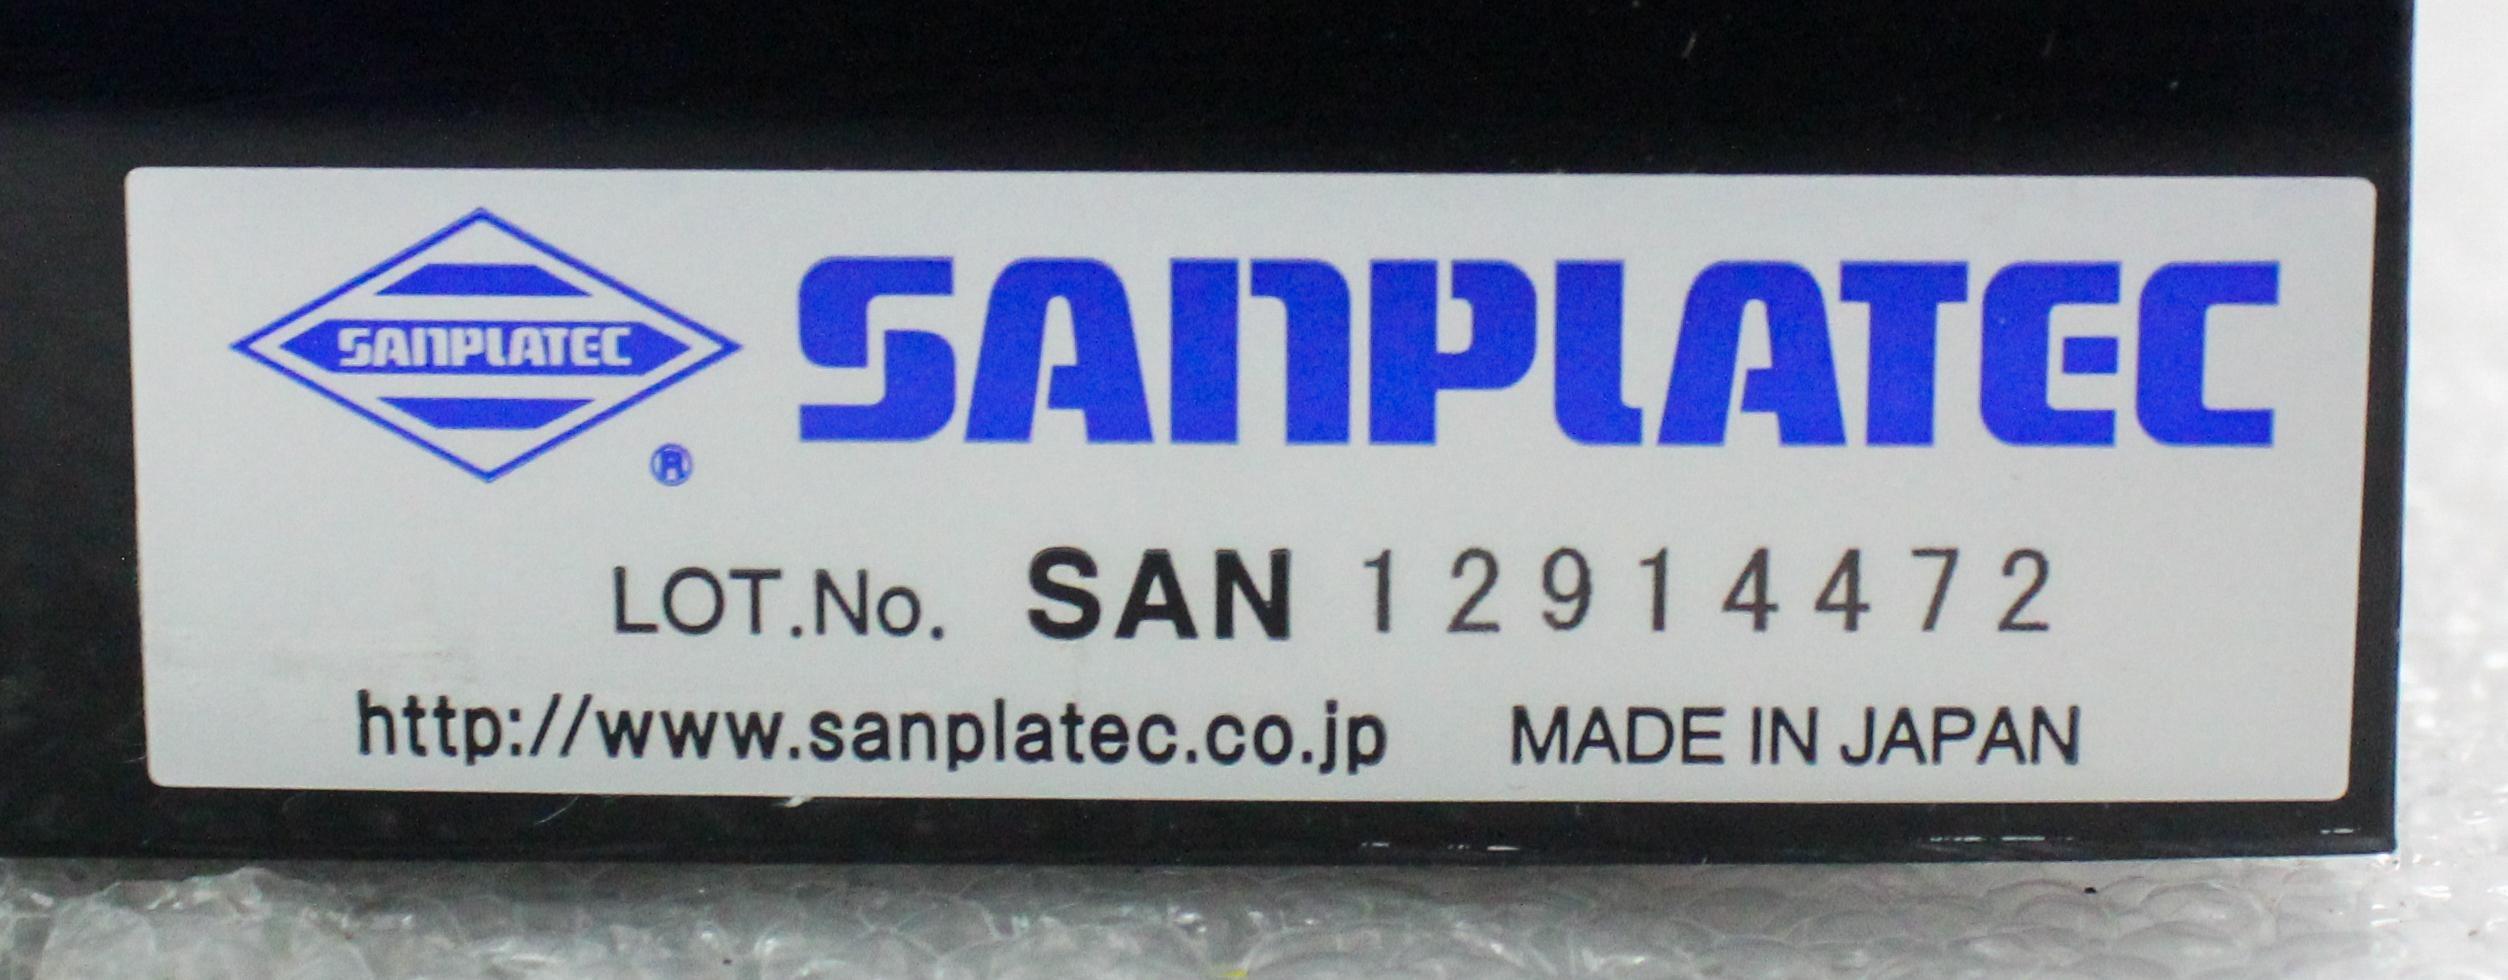 SANPLATEC
® SANPLATEC
LOT.No. SAN 12914472
http://www.sanplatec.co.jp MADE IN JAPAN